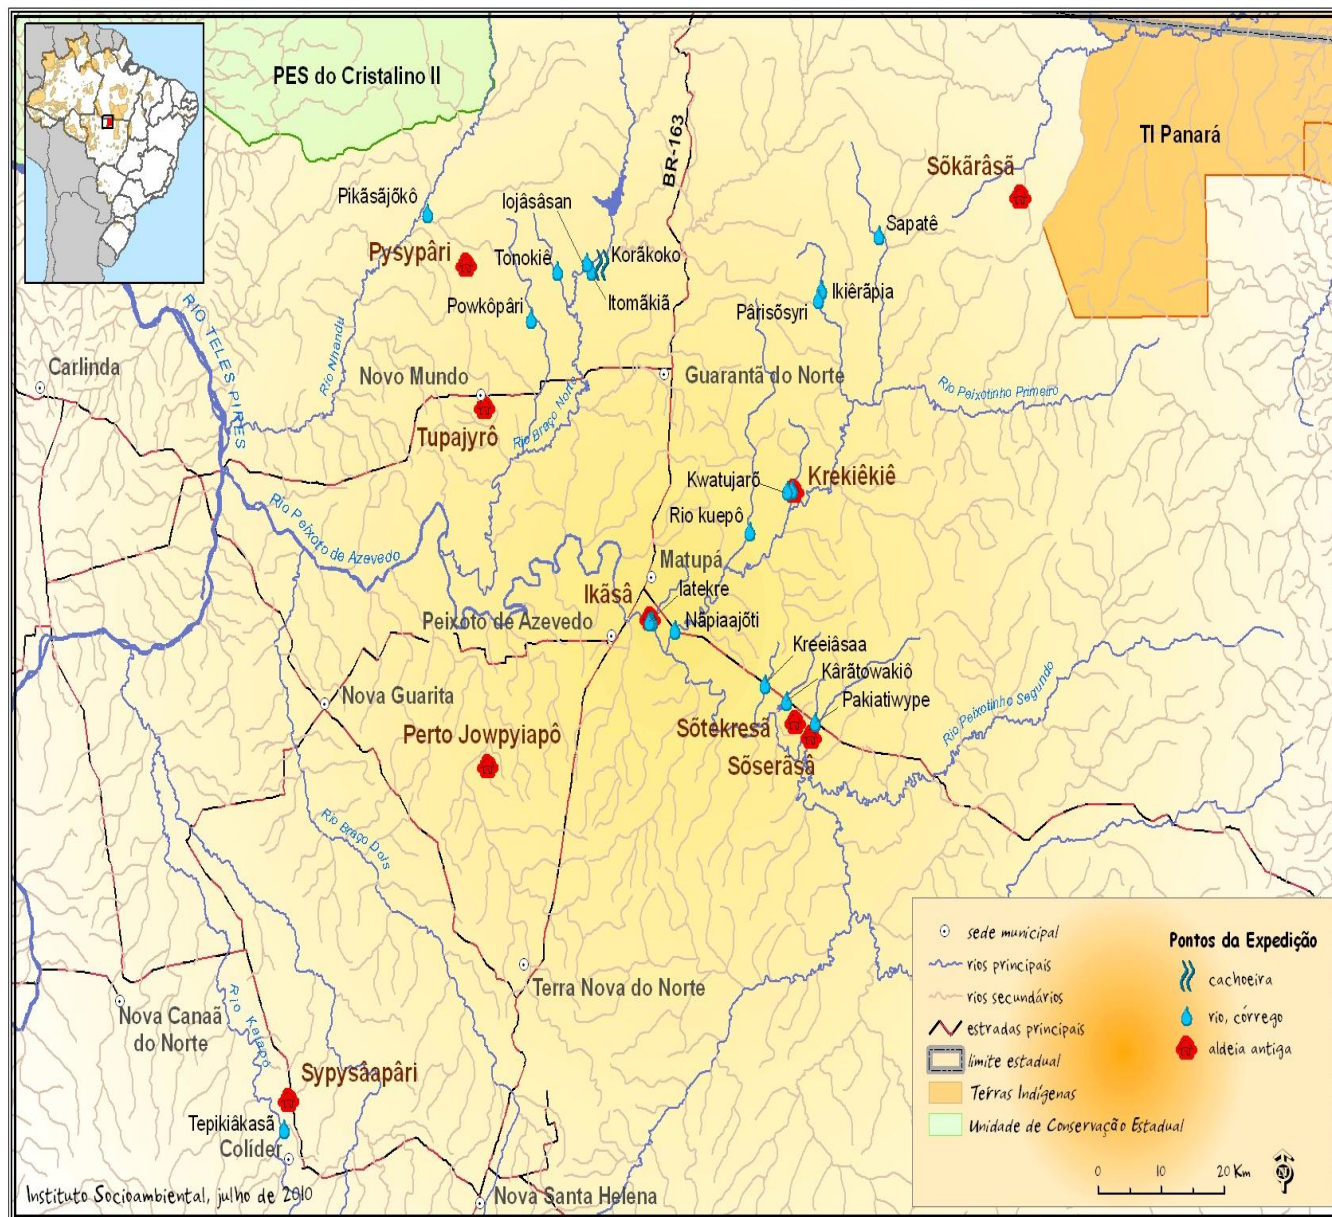 PES do Cristalino II
BR-163
TI Panará
Sõkãrâsã
Pikãsãjõkô
Iojâsâsan
Sapatê
Pysypâri
Tonokiê
Korãkoko
Itomãkiã
Ikiêrãpia
Powkôpâri
Pârisõsyri
RIO TELES PIRES
Rio Nhandu
Carlinda
Novo Mundo
Guarantã do Norte
Rio Peixotinho Primeiro
Tupajyrô
Rio Braço Norte
Kwatujarõ
Krekiêkiê
Rio kuepô
Rio Peixoto de Azevedo
Matupá
Ikãsâ
Iatekre
Peixoto de Azevedo
Nãpiaajõti
Kreeiâsaa
Kârãtowakiô
Pakiatiwype
Rio Peixotinho Segundo
Nova Guarita
Perto Jowpyiapô
Sõtekresã
Sõserãsâ
Rio Braço Dois
Terra Nova do Norte
Nova Canaã
do Norte
Rio Kaiapó
Sypysâapâri
Tepikiâkasã
Colíder
Nova Santa Helena
Instituto Socioambiental, julho de 2010
sede municipal
rios principais
rios secundários
estradas principais
limite estadual
Terras Indígenas
Unidade de Conservação Estadual
Pontos da Expedição
cachoeira
rio, córrego
aldeia antiga
0 10 20 Km
N